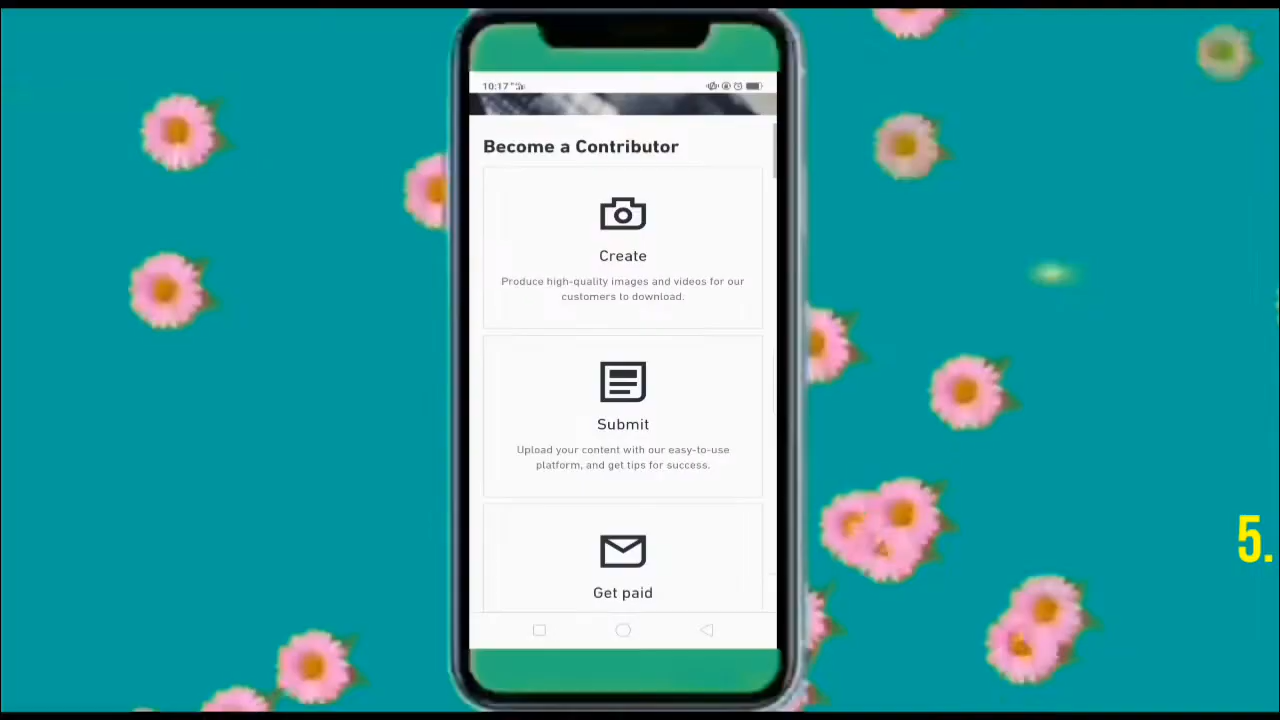 10:17
Become a Contributor
Create
Produce high-quality images and videos for our
customers to download.
Submit
Upload your content with our easy-to-use
platform, and get tips for success.
Get paid
5.